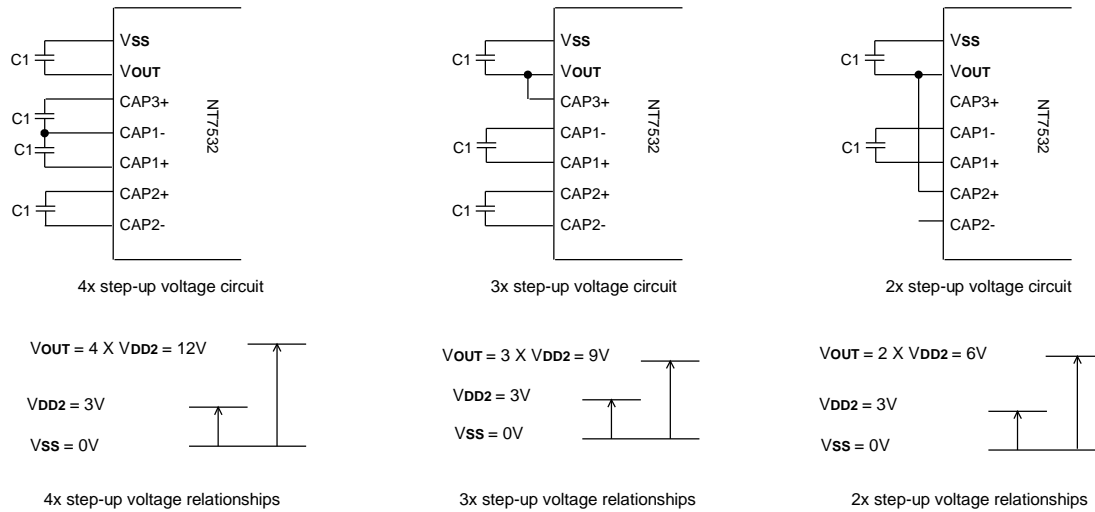 VSS
C1
VOUT
CAP3+
C1
CAP1-
C1
CAP1+
CAP2+
C1
CAP2-
NT7532
4x step-up voltage circuit
VSS
C1
VOUT
CAP3+
CAP1-
C1
CAP1+
CAP2+
C1
CAP2-
NT7532
3x step-up voltage circuit
VSS
C1
VOUT
CAP3+
CAP1-
C1
CAP1+
CAP2+
CAP2-
NT7532
2x step-up voltage circuit
VOUT = 4 X VDD2 = 12V
VDD2 = 3V
VSS = 0V
4x step-up voltage relationships
VOUT = 3 X VDD2 = 9V
VDD2 = 3V
VSS = 0V
3x step-up voltage relationships
VOUT = 2 X VDD2 = 6V
VDD2 = 3V
VSS = 0V
2x step-up voltage relationships